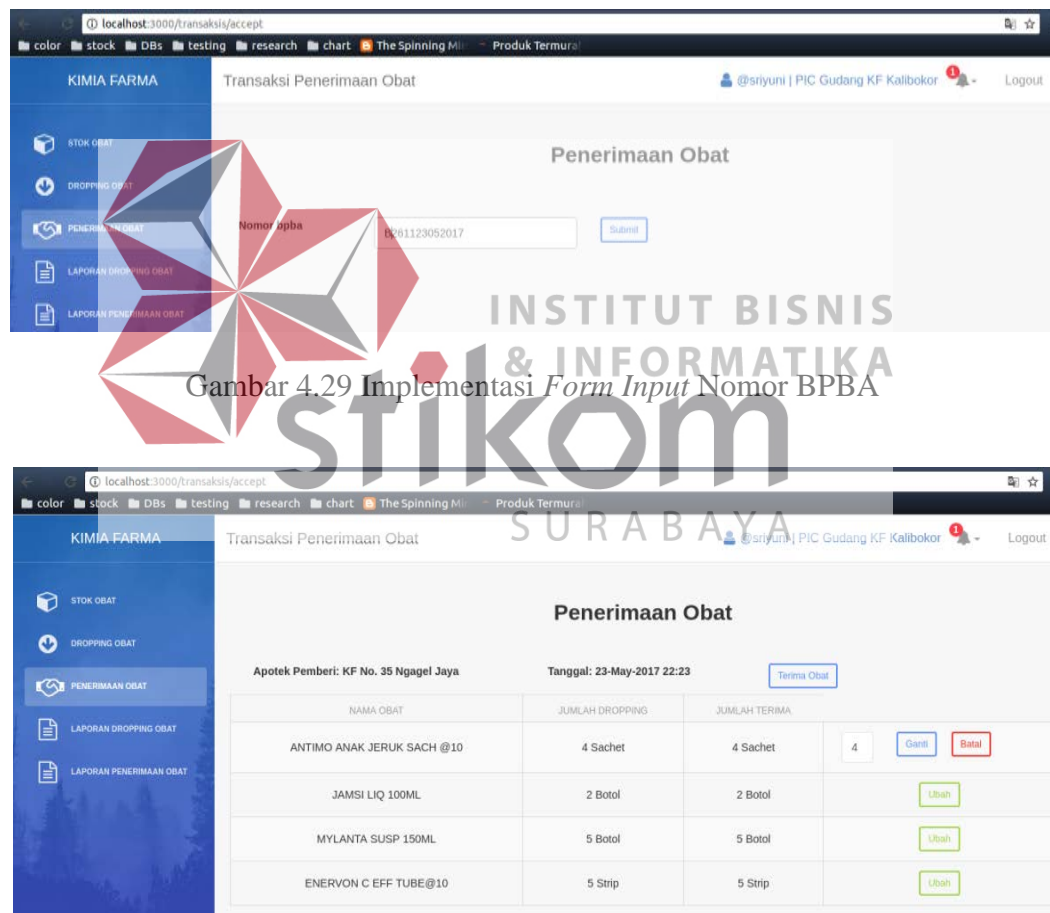 localhost:3000/transaksis/accept
color stock DBs testing research chart The Spinning Mi Produk Termura
KIMIA FARMA Transaksi Penerimaan Obat @sriyuni | PIC Gudang KF Kalibokor 1 Logout
STOK OBAT
Penerimaan Obat
DROPPING OBAT
PENERIMAAN OBAT
Nomor bpba B261123052017 Submit
LAPORAN DROPPING OBAT
LAPORAN PENERIMAAN OBAT
INSTITUT BISNIS
& INFORMATIKA
Gambar 4.29 Implementasi Form Input Nomor BPBA
stikom
SURABAYA
localhost:3000/transaksis/accept
color stock DBs testing research chart The Spinning Mi Produk Termura
KIMIA FARMA Transaksi Penerimaan Obat @sriyuni | PIC Gudang KF Kalibokor 1 Logout
STOK OBAT
Penerimaan Obat
DROPPING OBAT
Apotek Pemberi: KF No. 35 Ngagel Jaya Tanggal: 23-May-2017 22:23 Terima Obat
PENERIMAAN OBAT
NAMA OBAT JUMLAH DROPPING JUMLAH TERIMA
LAPORAN DROPPING OBAT
ANTIMO ANAK JERUK SACH @10 4 Sachet 4 Sachet 4 Ganti Batal
LAPORAN PENERIMAAN OBAT
JAMSI LIQ 100ML 2 Botol 2 Botol Ubah
MYLANTA SUSP 150ML 5 Botol 5 Botol Ubah
ENERVON C EFF TUBE@10 5 Strip 5 Strip Ubah